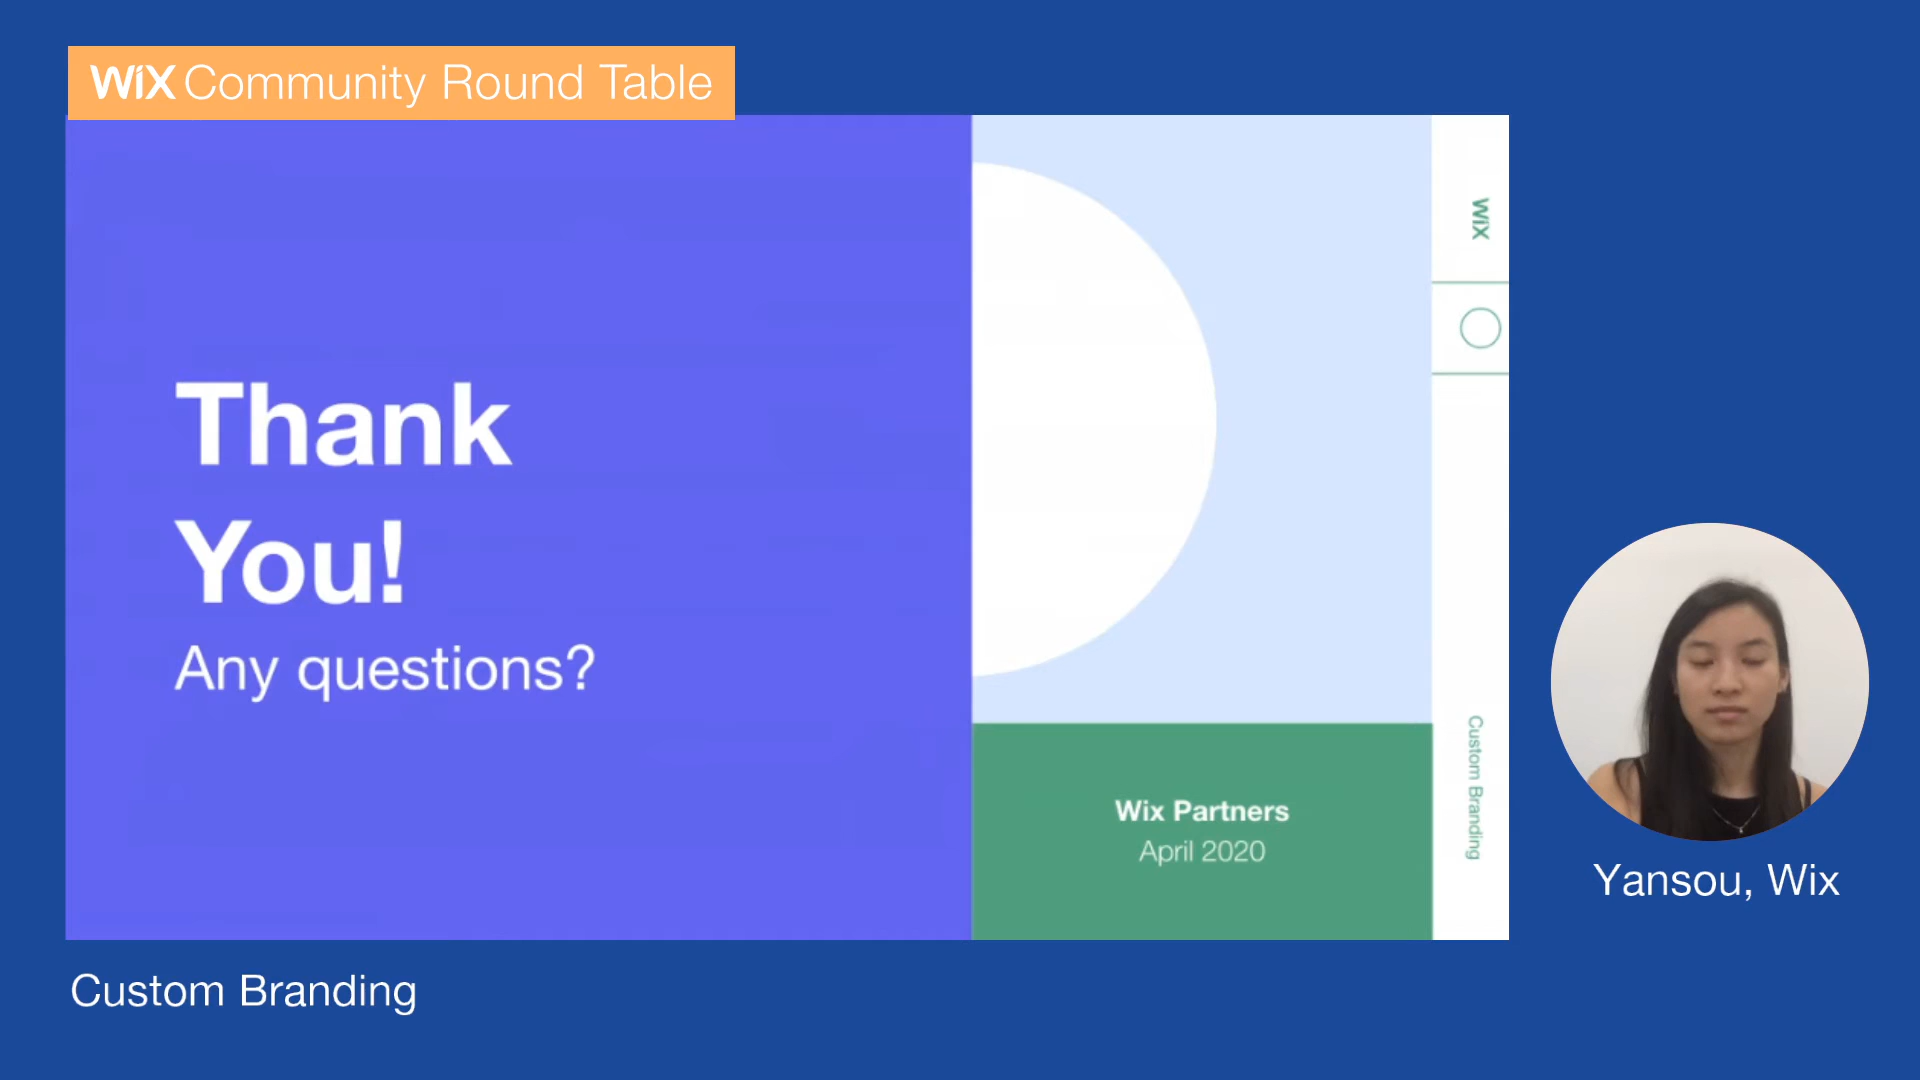 WiX Community Round Table
Thank
You!
Any questions?
WiX
Custom Branding
Wix Partners
April 2020
Yansou, Wix
Custom Branding